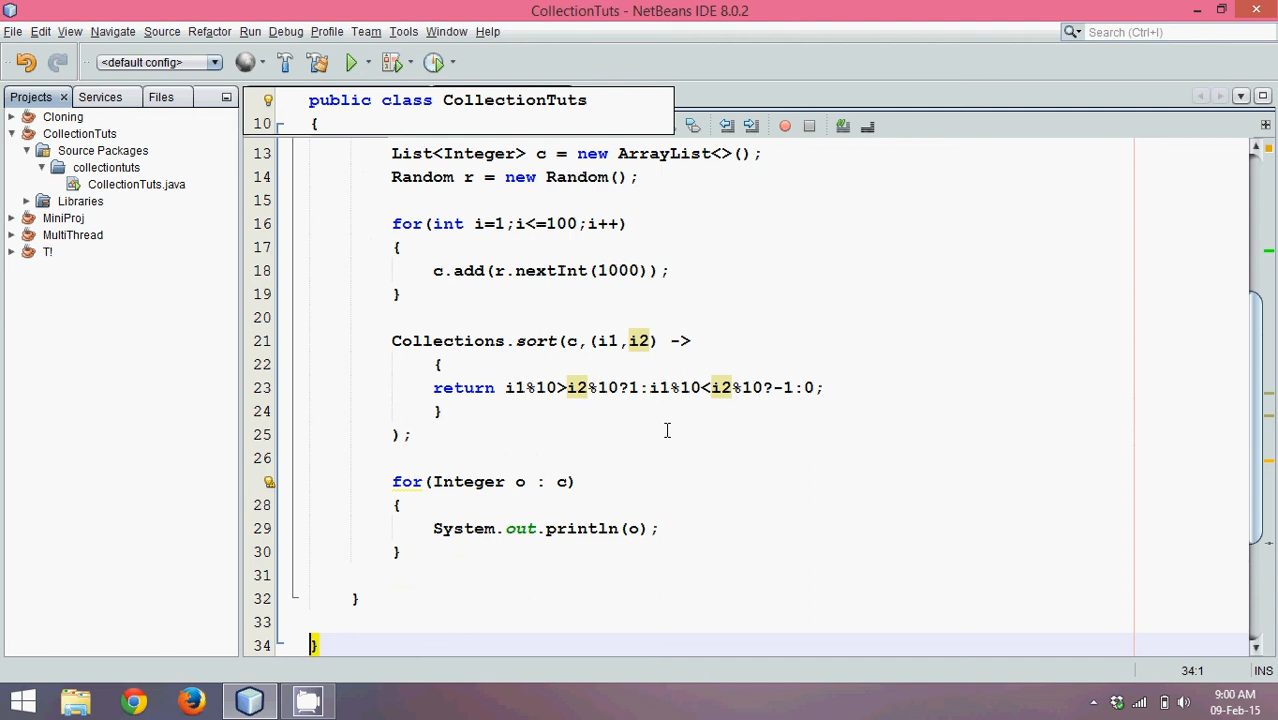 CollectionTuts - NetBeans IDE 8.0.2
File Edit View Navigate Source Refactor Run Debug Profile Team Tools Window Help
Search (Ctrl+I)
<default config>
Projects Services Files
Cloning
CollectionTuts
Source Packages
collectiontuts
CollectionTuts.java
Libraries
MiniProj
MultiThread
T!
public class CollectionTuts
10 {
13 List<Integer> c = new ArrayList<>();
14 Random r = new Random();
15
16 for(int i=1;i<=100;i++)
17 {
18 c.add(r.nextInt(1000));
19 }
20
21 Collections.sort(c,(i1,i2) ->
22 {
23 return i1%10>i2%10?1:i1%10<i2%10?-1:0;
24 }
25 );
26
for(Integer o : c)
28 {
29 System.out.println(o);
30 }
31
32 }
33
34 }
34:1 INS
9:00 AM
09-Feb-15